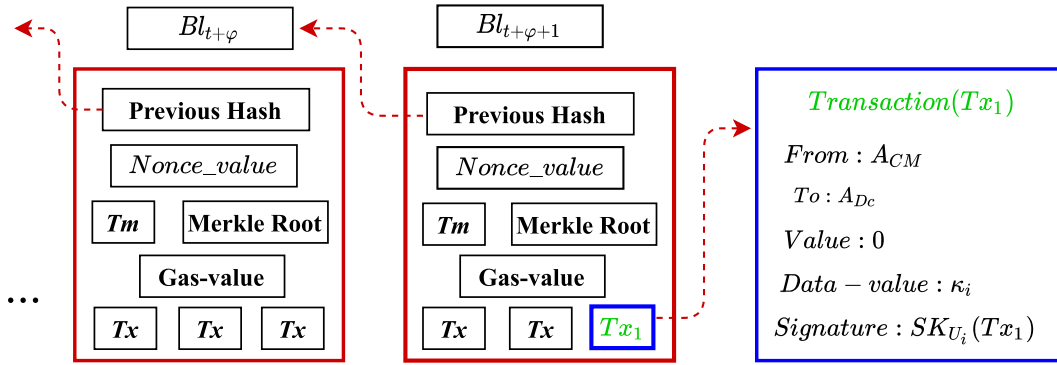 Bl_{t+φ}
Previous Hash
Nonce_value
Tm Merkle Root
Gas-value
Tx Tx Tx
...
Bl_{t+φ+1}
Previous Hash
Nonce_value
Tm Merkle Root
Gas-value
Tx Tx Tx_1
Transaction(Tx_1)
From : A_{CM}
To : A_{Dc}
Value : 0
Data − value : κ_i
Signature : SK_{U_i}(Tx_1)